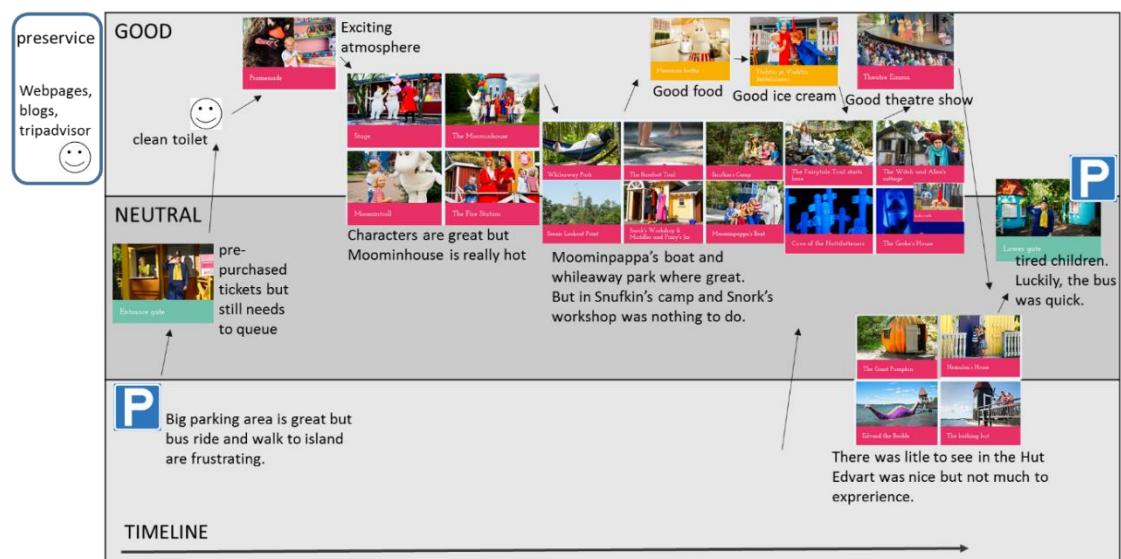 preservice
Webpages,
blogs,
tripadvisor
GOOD
clean toilet
Promenade
Exciting
atmosphere
Stage
The Moominhouse
Moomintroll
The Fire Station
Characters are great but
Moominhouse is really hot
Good food
Good ice cream
Theatre Emma
Good theatre show
Whileaway Park
The Barefoot Trail
Snufkin's Camp
Scenic Lookout Point
Snork's Workshop &
Moominpappa's Boat
The Fairytale Trail starts
here
The Witch and Alice's
cottage
Cave of the Hattifatteners
The Groke's House
Moominpappa's boat and
whileaway park where great.
But in Snufkin's camp and Snork's
workshop was nothing to do.
NEUTRAL
Entrance gate
pre-
purchased
tickets but
still needs
to queue
P
Lower gate
tired children.
Luckily, the bus
was quick.
The Great Pumpkin
Hemulen's House
Edward the Booble
The bathing hut
There was litle to see in the Hut
Edvart was nice but not much to
exprerience.
P
Big parking area is great but
bus ride and walk to island
are frustrating.
TIMELINE